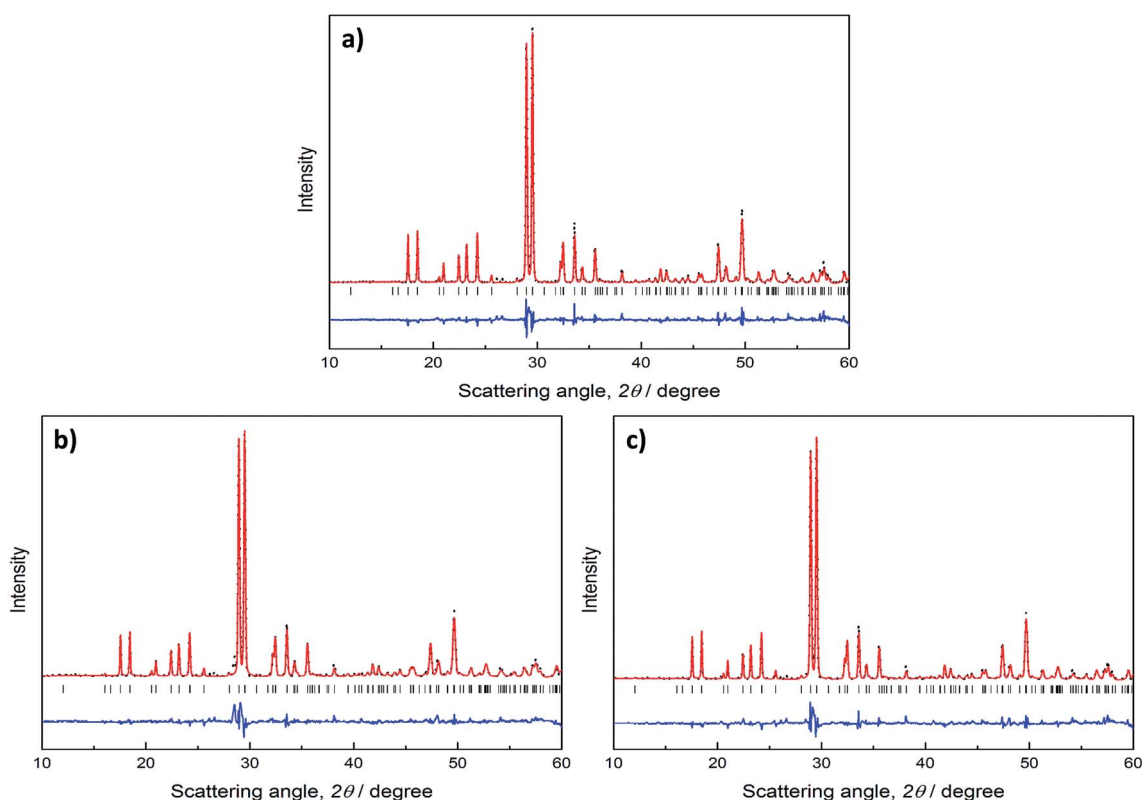 a)
Intensity
10 20 30 40 50 60
Scattering angle, 2θ / degree
b)
Intensity
10 20 30 40 50 60
Scattering angle, 2θ / degree
c)
Intensity
10 20 30 40 50 60
Scattering angle, 2θ / degree